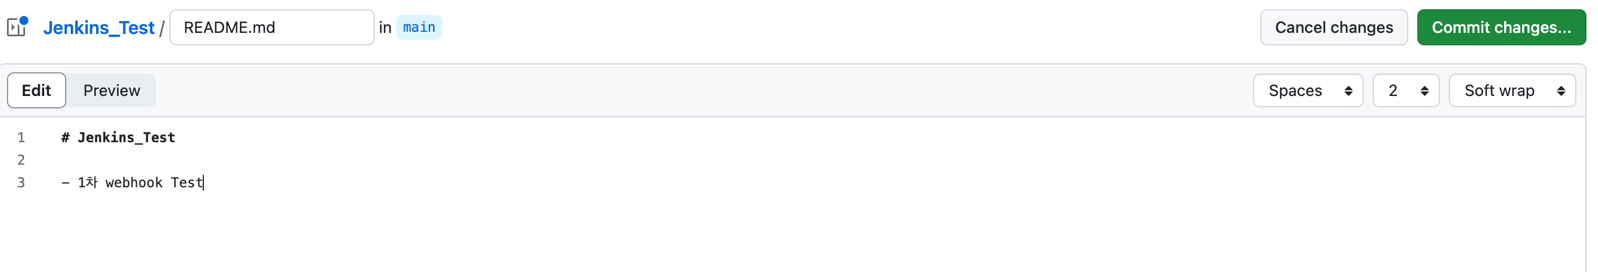 Jenkins_Test / README.md in main Cancel changes Commit changes...
Edit Preview Spaces 2 Soft wrap
1 # Jenkins_Test
2
3 - 1차 webhook Test